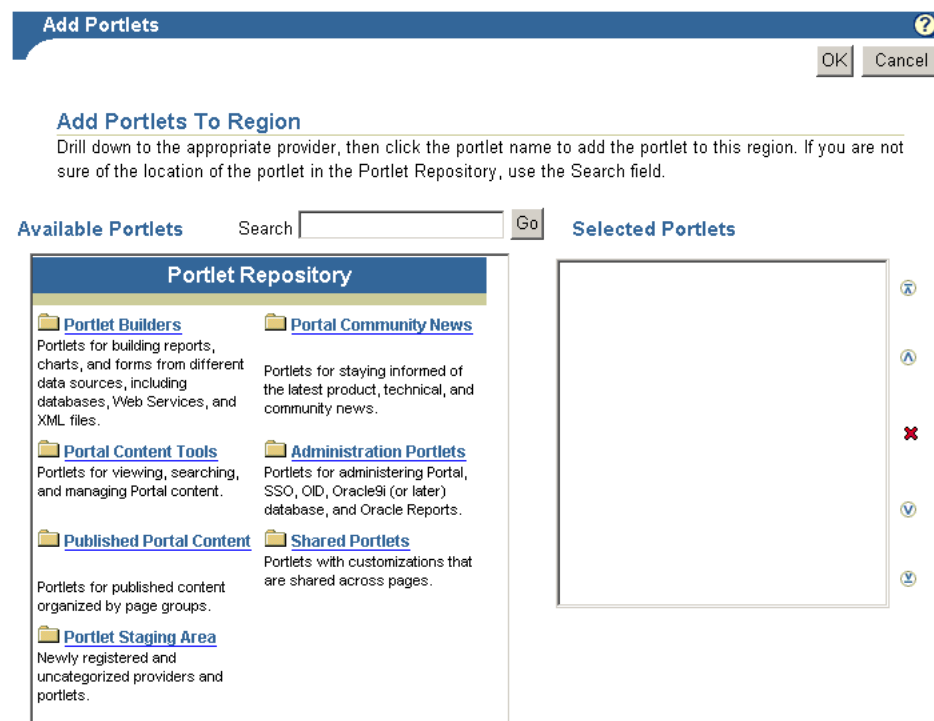 Add Portlets
?
OK
Cancel
Add Portlets To Region
Drill down to the appropriate provider, then click the portlet name to add the portlet to this region. If you are not
sure of the location of the portlet in the Portlet Repository, use the Search field.
Available Portlets
Search
Go
Selected Portlets
Portlet Repository
Portlet Builders
Portlets for building reports,
charts, and forms from different
data sources, including
databases, Web Services, and
XML files.
Portal Community News
Portlets for staying informed of
the latest product, technical, and
community news.
Portal Content Tools
Portlets for viewing, searching,
and managing Portal content.
Administration Portlets
Portlets for administering Portal,
SSO, OID, Oracle9i (or later)
database, and Oracle Reports.
Published Portal Content
Portlets for published content
organized by page groups.
Shared Portlets
Portlets with customizations that
are shared across pages.
Portlet Staging Area
Newly registered and
uncategorized providers and
portlets.